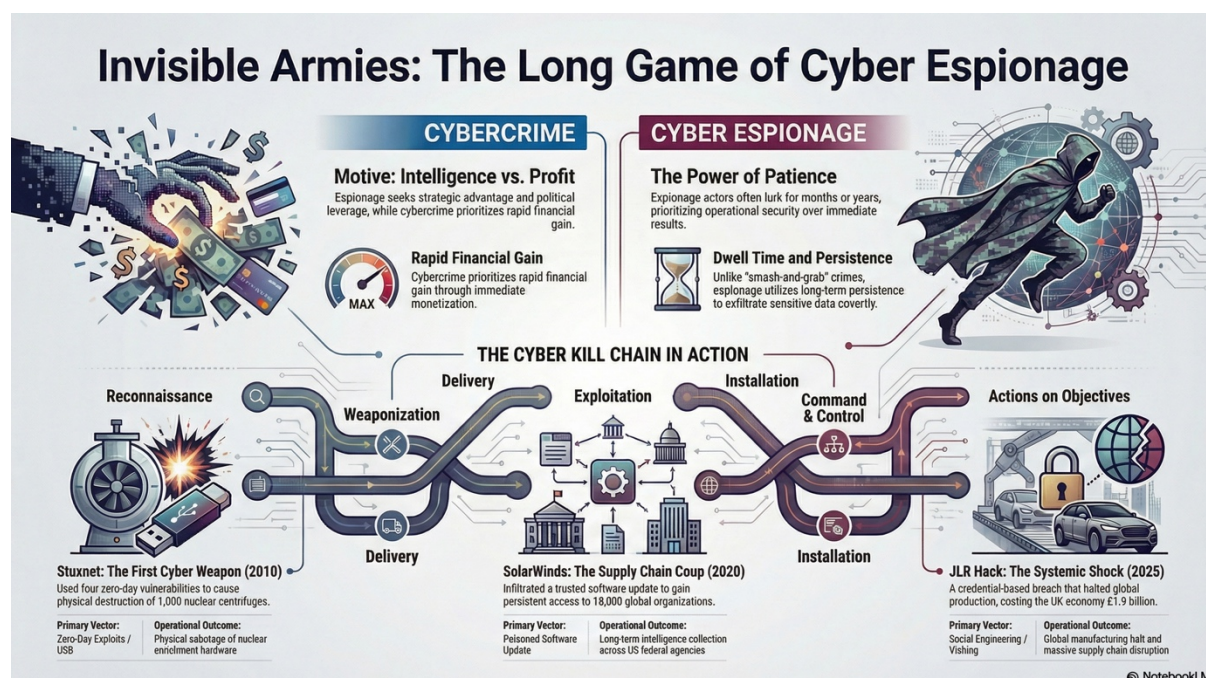 Invisible Armies: The Long Game of Cyber Espionage
CYBERCRIME
Motive: Intelligence vs. Profit
Espionage seeks strategic advantage and political
leverage, while cybercrime prioritizes rapid financial
gain.
MAX
Rapid Financial Gain
Cybercrime prioritizes rapid financial
gain through immediate
monetization.
CYBER ESPIONAGE
The Power of Patience
Expionage actors often lurk for months or years,
prioritizing operational security over immediate
results.
Dwell Time and Persistence
Unlike "smash-and-grab" crimes,
esplonage utilizes long-term persistence
to exfiltrate sensitive data covertly.
THE CYBER KILL CHAIN IN ACTION
Reconnaissance
Weaponization
Delivery
Delivery
Exploitation
Installation
Command
& Control
Installation
Actions on Objectives
Stuxnet: The First Cyber Weapon (2010)
Used four zero-day vulnerabilities to cause
physical destruction of 1,000 nuclear centrifuges.
Primary Vector:
Zero-Day Exploits /
USB
Operational Outcome:
Physical sabotage of nuclear
enrichment hardware
SolarWinds: The Supply Chain Coup (2020)
Infiltrated a trusted software update to gain
persistent access to 18,000 global organizations.
Primary Vector:
Peisoned Software
Update
Operational Outcome:
Long-term intelligence collection
across US federal agencies
JLR Hack: The Systemic Shock (2025)
A credential-based breach that halted global
production, costing the UK economy £1.9 billion.
Primary Vector:
Social Engineering /
Vishing
Operational Outcome:
Global manufacturing halt and
massive supply chain disruption